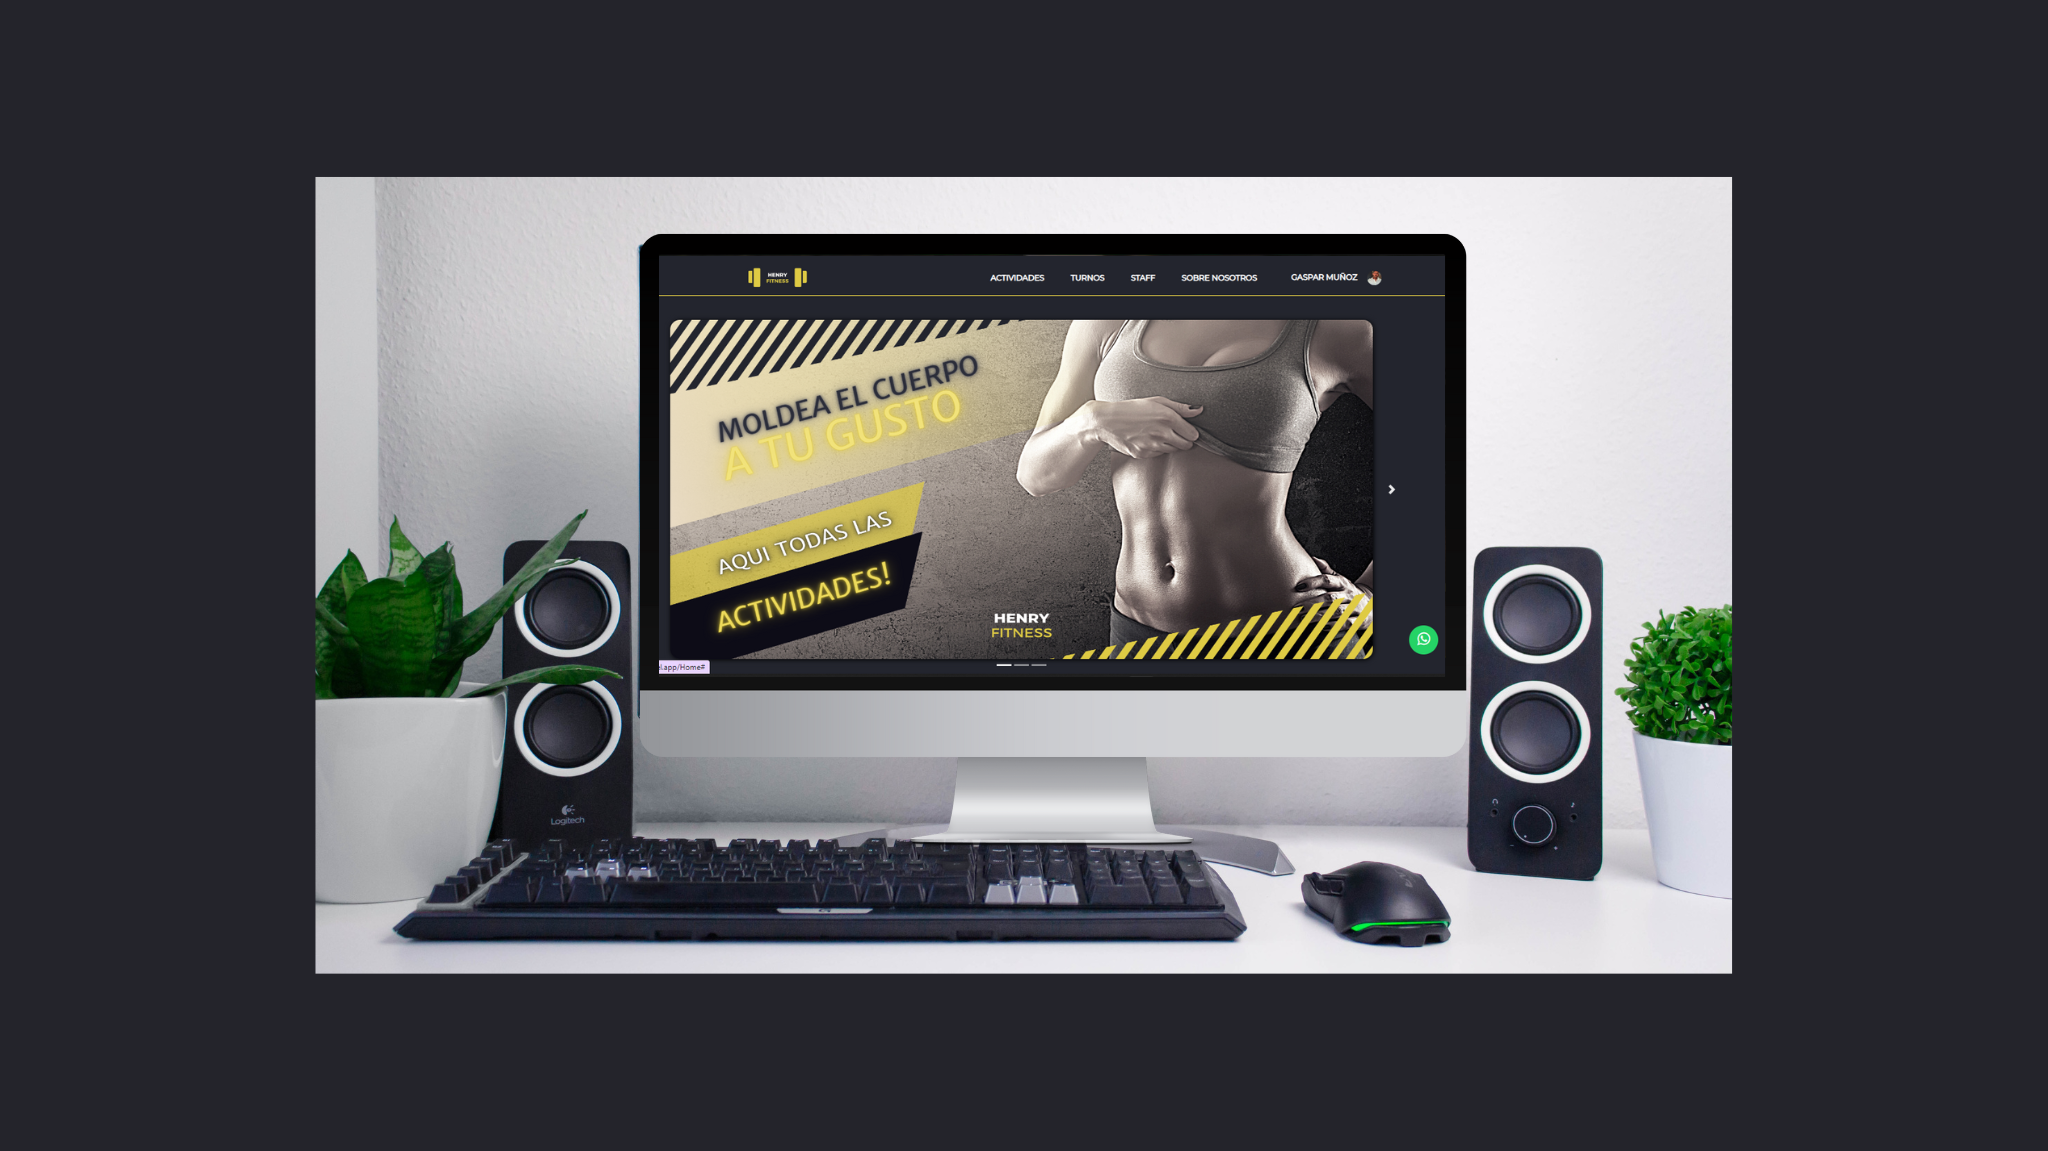 HENRY
FITNESS
ACTIVIDADES TURNOS STAFF SOBRE NOSOTROS GASPAR MUÑOZ
MOLDEA EL CUERPO
A TU GUSTO
AQUI TODAS LAS
ACTIVIDADES!
HENRY
FITNESS
el.app/Home#
Logitech